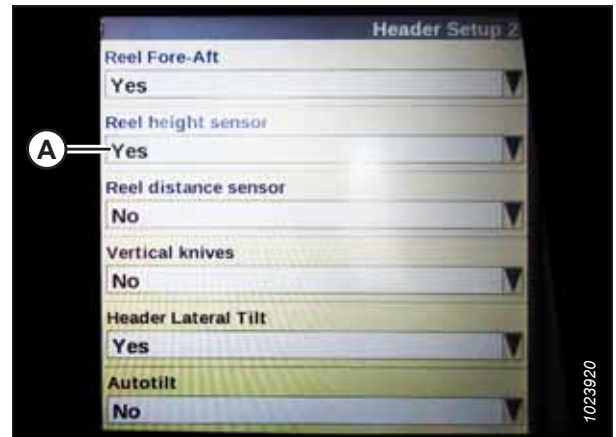 Header Setup 2
Reel Fore-Aft
Yes
Reel height sensor
A
Yes
Reel distance sensor
No
Vertical knives
No
Header Lateral Tilt
Yes
Autotilt
No
1023920